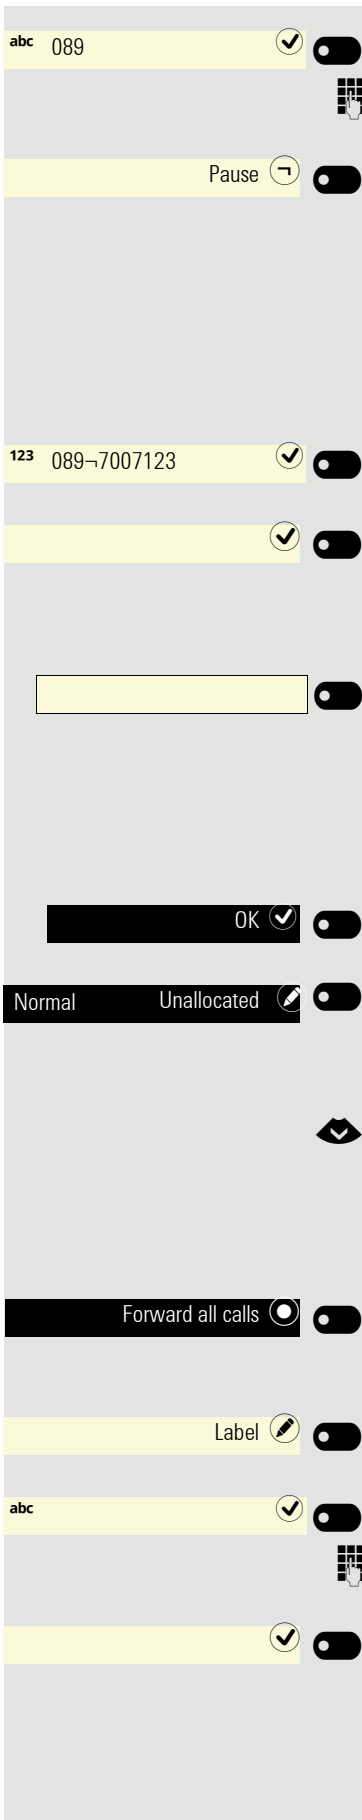 abc 089
Pause
123 089¬7007123
OK
Normal Unallocated
Forward all calls
Label
abc